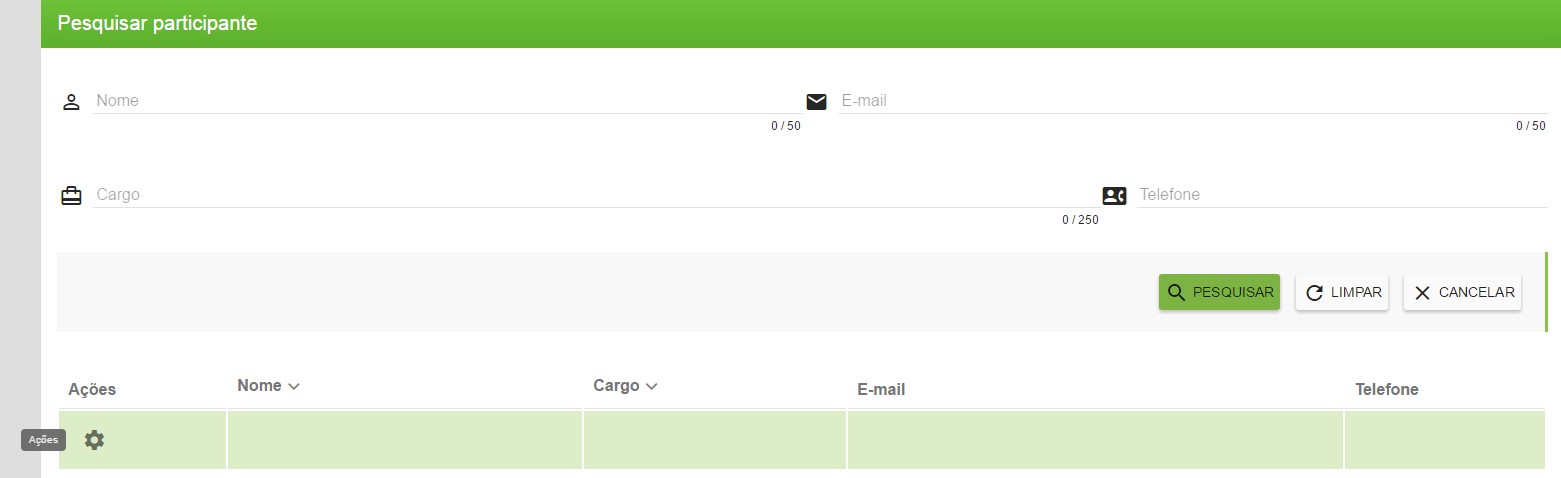 Pesquisar participante
Nome
E-mail
0 / 50
0 / 50
Cargo
Telefone
0 / 250
PESQUISAR
LIMPAR
CANCELAR
Ações
Nome
Cargo
E-mail
Telefone
Ações